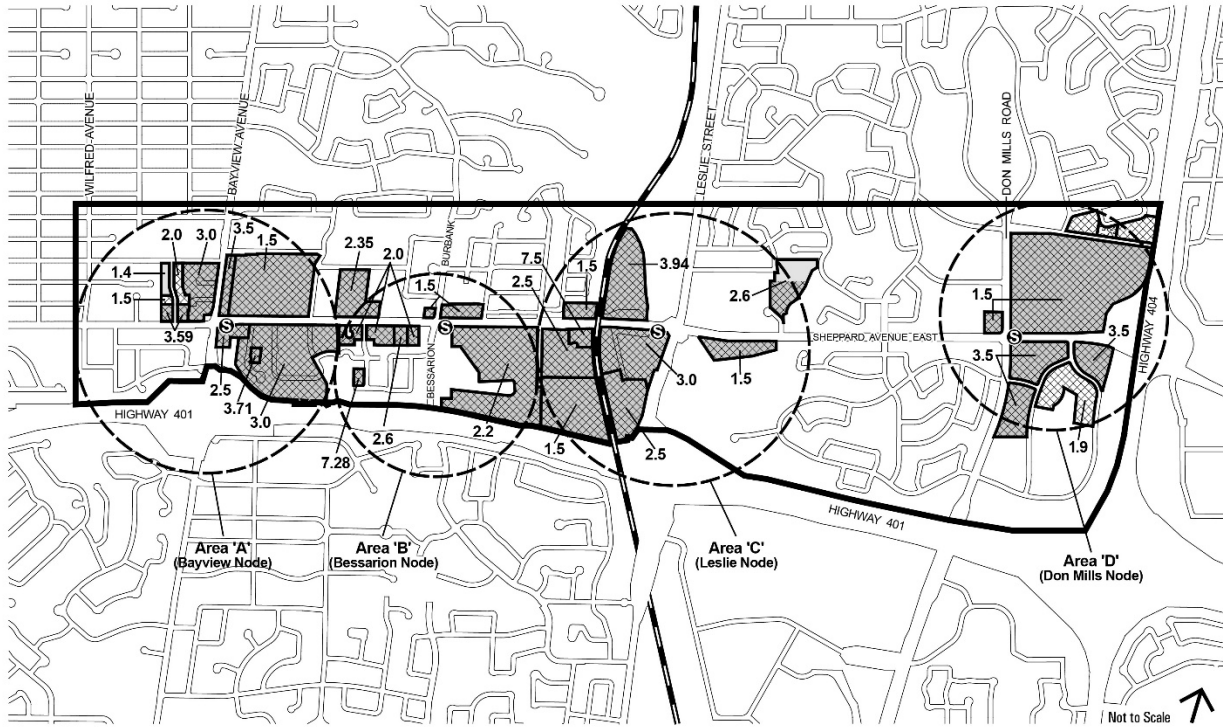 WILFRED AVENUE
BAYVIEW AVENUE
BURBANK
LESLIE STREET
DON MILLS ROAD
HIGHWAY 404
2.0
3.0
3.5
1.5
2.35
2.0
1.4
1.5
3.59
1.5
7.5
1.5
2.5
3.94
2.6
1.5
S
S
S
S
SHEPPARD AVENUE EAST
3.5
3.5
BESSARION
3.0
1.5
2.5
3.71
3.0
HIGHWAY 401
7.28
2.6
2.2
1.5
2.5
1.9
HIGHWAY 401
Area 'A'
(Bayview Node)
Area 'B'
(Bessarion Node)
Area 'C'
(Leslie Node)
Area 'D'
(Don Mills Node)
Not to Scale